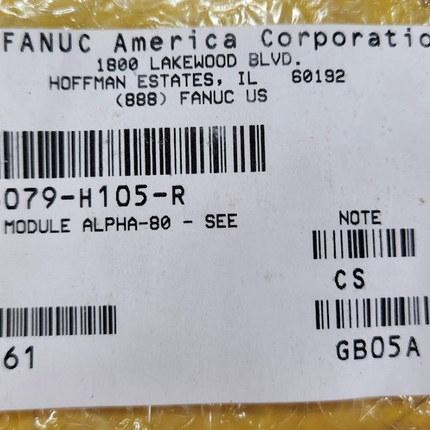 FANUC America Corporatio
1800 LAKEWOOD BLVD.
HOFFMAN ESTATES, IL 60192
(888) FANUC US
6079-H105-R
MODULE ALPHA-80 - SEE NOTE
CS
61 GB05A